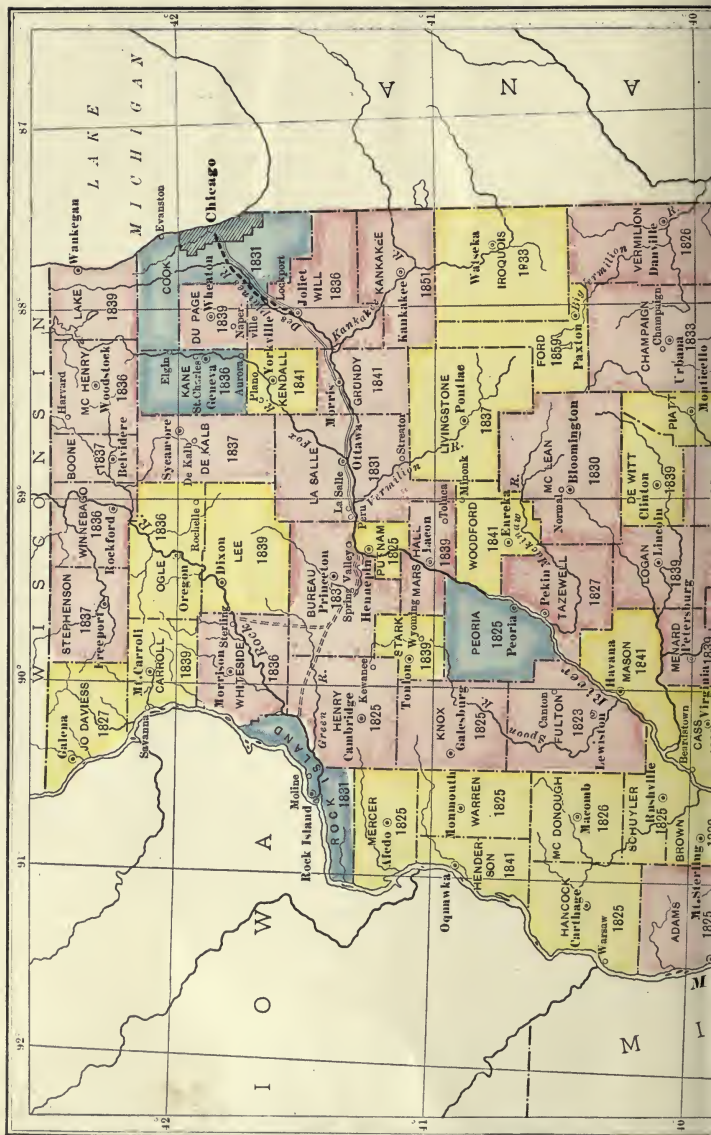 WISCONSIN
LAKE
MICHIGAN
IOWA
I N D I A N A
M I
92°
91°
90°
89°
88°
87
42
42
41
41
40
40
JO DAVIESS
1827
Galena
STEPHENSON
1837
Freeport
WINNEBAGO
1836
Rockford
BOONE
1837
Belvidere
MC HENRY
Harvard
Woodstock
1836
LAKE
1839
Waukegan
Savanna
Mt.Carroll
CARROLL
1839
OGLE
1836
Oregon
Rochelle
Rock R.
DE KALB
Sycamore
De Kalb
1837
KANE
Elgin
St.Charles
Geneva
1836
Aurora
COOK
1831
Evanston
Chicago
DU PAGE
1839
Wheaton
Naper-
ville
WHITESIDE
1836
Morrison
Sterling
LEE
1839
Dixon
KENDALL
1841
Plano
Yorkville
Fox R.
Des Plaines R.
WILL
1836
Lockport
Joliet
ROCK ISLAND
1831
Rock Island
Moline
HENRY
Cambridge
1825
Kewanee
Green R.
BUREAU
Princeton
1837
Spring Valley
LA SALLE
1831
La Salle
Peru
Ottawa
Streator
GRUNDY
1841
Morris
KANKAKEE
1851
Kankakee
Kankakee R.
MERCER
Aledo
1825
STARK
1839
Toulon
Wyoming
PUTNAM
1825
Hennepin
MARSHALL
1839
Lacon
Toluca
Vermilion R.
LIVINGSTONE
1837
Pontiac
IROQUOIS
1833
Watseka
HENDER-
SON
1841
Oquawka
WARREN
1825
Monmouth
KNOX
Galesburg
1825
PEORIA
1825
Peoria
WOODFORD
1841
Minonk
Eureka
Mackinaw R.
FORD
1859
Paxton
HANCOCK
Carthage
1825
Warsaw
MC DONOUGH
Macomb
1826
FULTON
1823
Canton
Lewiston
Spoon R.
River
TAZEWELL
1827
Pekin
MC LEAN
1830
Normal
Bloomington
CHAMPAIGN
Champaign
Urbana
1833
VERMILION
Danville
1826
Big Vermilion R.
ADAMS
1825
SCHUYLER
Rushville
1825
BROWN
Mt.Sterling
Beardstown
CASS
Virginia
MASON
1841
Havana
MENARD
Petersburg
1839
LOGAN
Lincoln
1839
DE WITT
Clinton
1839
PIATT
Monticello